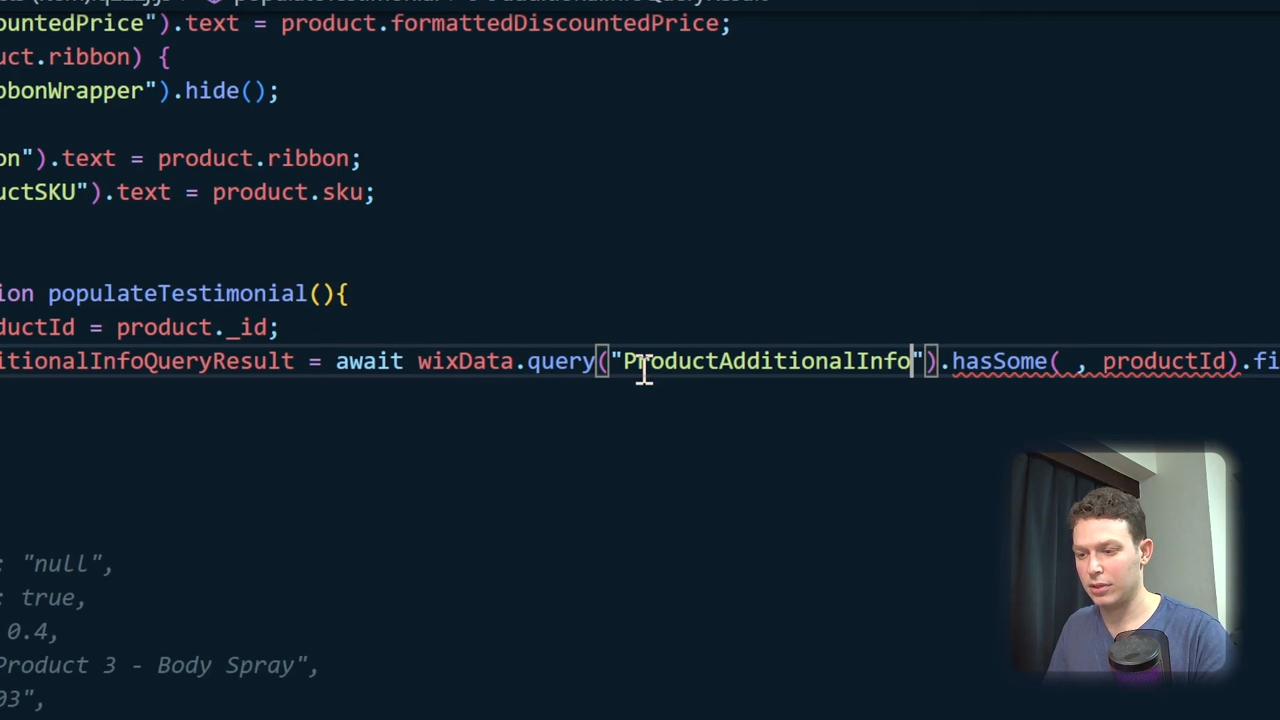 ountedPrice").text = product.formattedDiscountedPrice;
uct.ribbon) {
bbonWrapper").hide();
on").text = product.ribbon;
uctSKU").text = product.sku;
ion populateTestimonial(){
ductId = product._id;
itionalInfoQueryResult = await wixData.query("ProductAdditionalInfo").hasSome( , productId).fi
: "null",
: true,
0.4,
Product 3 - Body Spray",
03",